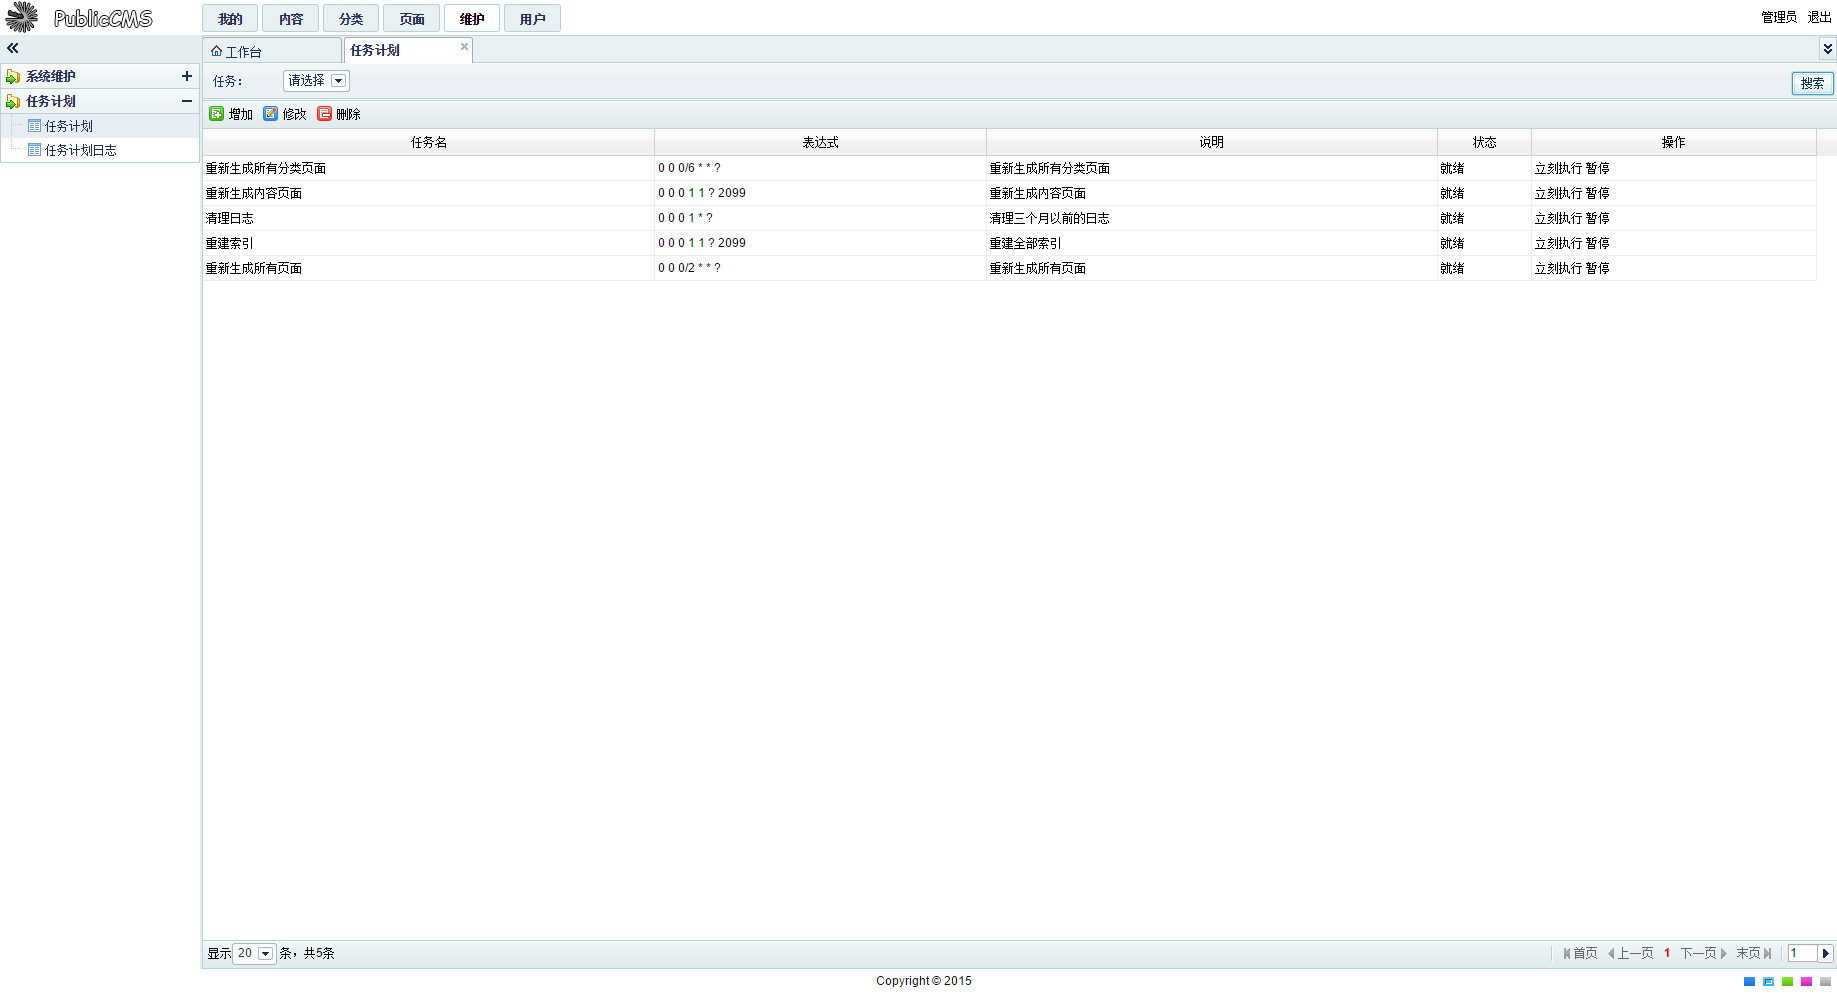 PublicCMS 我的 内容 分类 页面 维护 用户 管理员 退出
工作台 任务计划
系统维护
任务计划
任务计划
任务计划日志
任务： 请选择 搜索
增加 修改 删除
任务名 表达式 说明 状态 操作
重新生成所有分类页面 0 0 0/6 * * ? 重新生成所有分类页面 就绪 立刻执行 暂停
重新生成内容页面 0 0 0 1 1 ? 2099 重新生成内容页面 就绪 立刻执行 暂停
清理日志 0 0 0 1 * ? 清理三个月以前的日志 就绪 立刻执行 暂停
重建索引 0 0 0 1 1 ? 2099 重建全部索引 就绪 立刻执行 暂停
重新生成所有页面 0 0 0/2 * * ? 重新生成所有页面 就绪 立刻执行 暂停
显示 20 条，共5条 首页 上一页 1 下一页 末页 1
Copyright © 2015